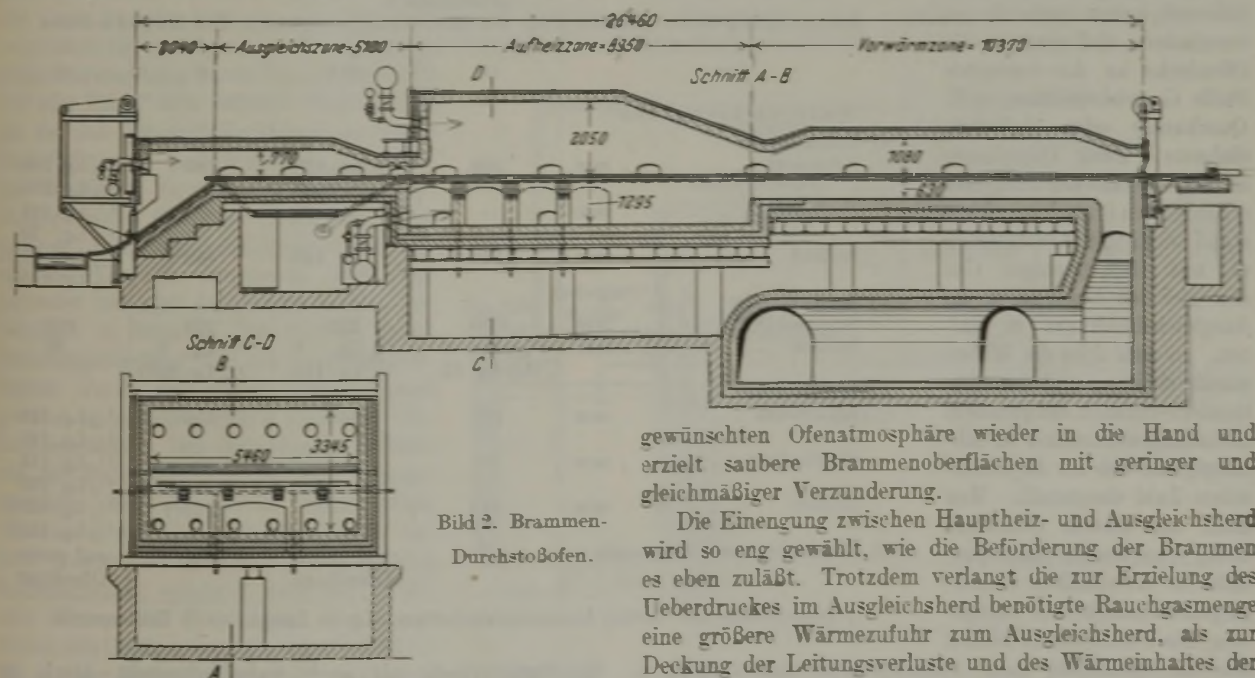 26460
2040
Ausgleichszone=5700
Aufheizzone=8350
Vorwärmzone=10370
D
Schnitt A-B
770
2050
1080
1295
630
Schnitt C-D
B
C
3345
5460
A
Bild 2. Brammen-
Durchstoßofen.
gewünschten Ofenatmosphäre wieder in die Hand und
erzielt saubere Brammenoberflächen mit geringer und
gleichmäßiger Verzunderung.
Die Einengung zwischen Hauptheiz- und Ausgleichsherd
wird so eng gewählt, wie die Beförderung der Brammen
es eben zuläßt. Trotzdem verlangt die zur Erzielung des
Ueberdruckes im Ausgleichsherd benötigte Rauchgasmenge
eine größere Wärmezufuhr zum Ausgleichsherd, als zur
Deckung der Leitungsverluste und des Wärmeinhaltes der